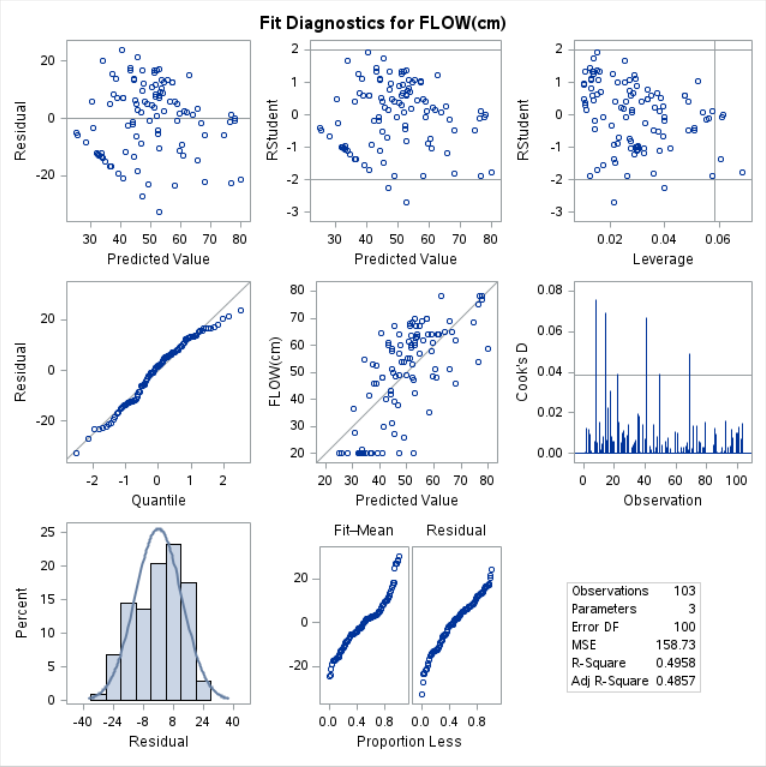 Fit Diagnostics for FLOW(cm)
Residual
20
0
-20
30 40 50 60 70 80
Predicted Value
RStudent
2
1
0
-1
-2
-3
30 40 50 60 70 80
Predicted Value
RStudent
2
1
0
-1
-2
-3
0.02 0.04 0.06
Leverage
Residual
20
0
-20
-2 -1 0 1 2
Quantile
FLOW(cm)
80
70
60
50
40
30
20
20 30 40 50 60 70 80
Predicted Value
Cook's D
0.08
0.06
0.04
0.02
0.00
0 20 40 60 80 100
Observation
Percent
25
20
15
10
5
0
-40 -24 -8 8 24 40
Residual
Fit–Mean Residual
20
0
-20
0.0 0.4 0.8 0.0 0.4 0.8
Proportion Less
Observations 103
Parameters 3
Error DF 100
MSE 158.73
R-Square 0.4958
Adj R-Square 0.4857